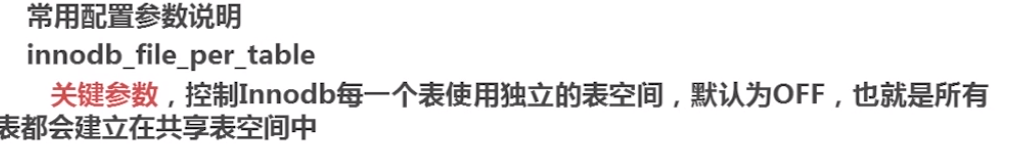 常用配置参数说明
innodb_file_per_table
关键参数，控制Innodb每一个表使用独立的表空间，默认为OFF，也就是所有
表都会建立在共享表空间中